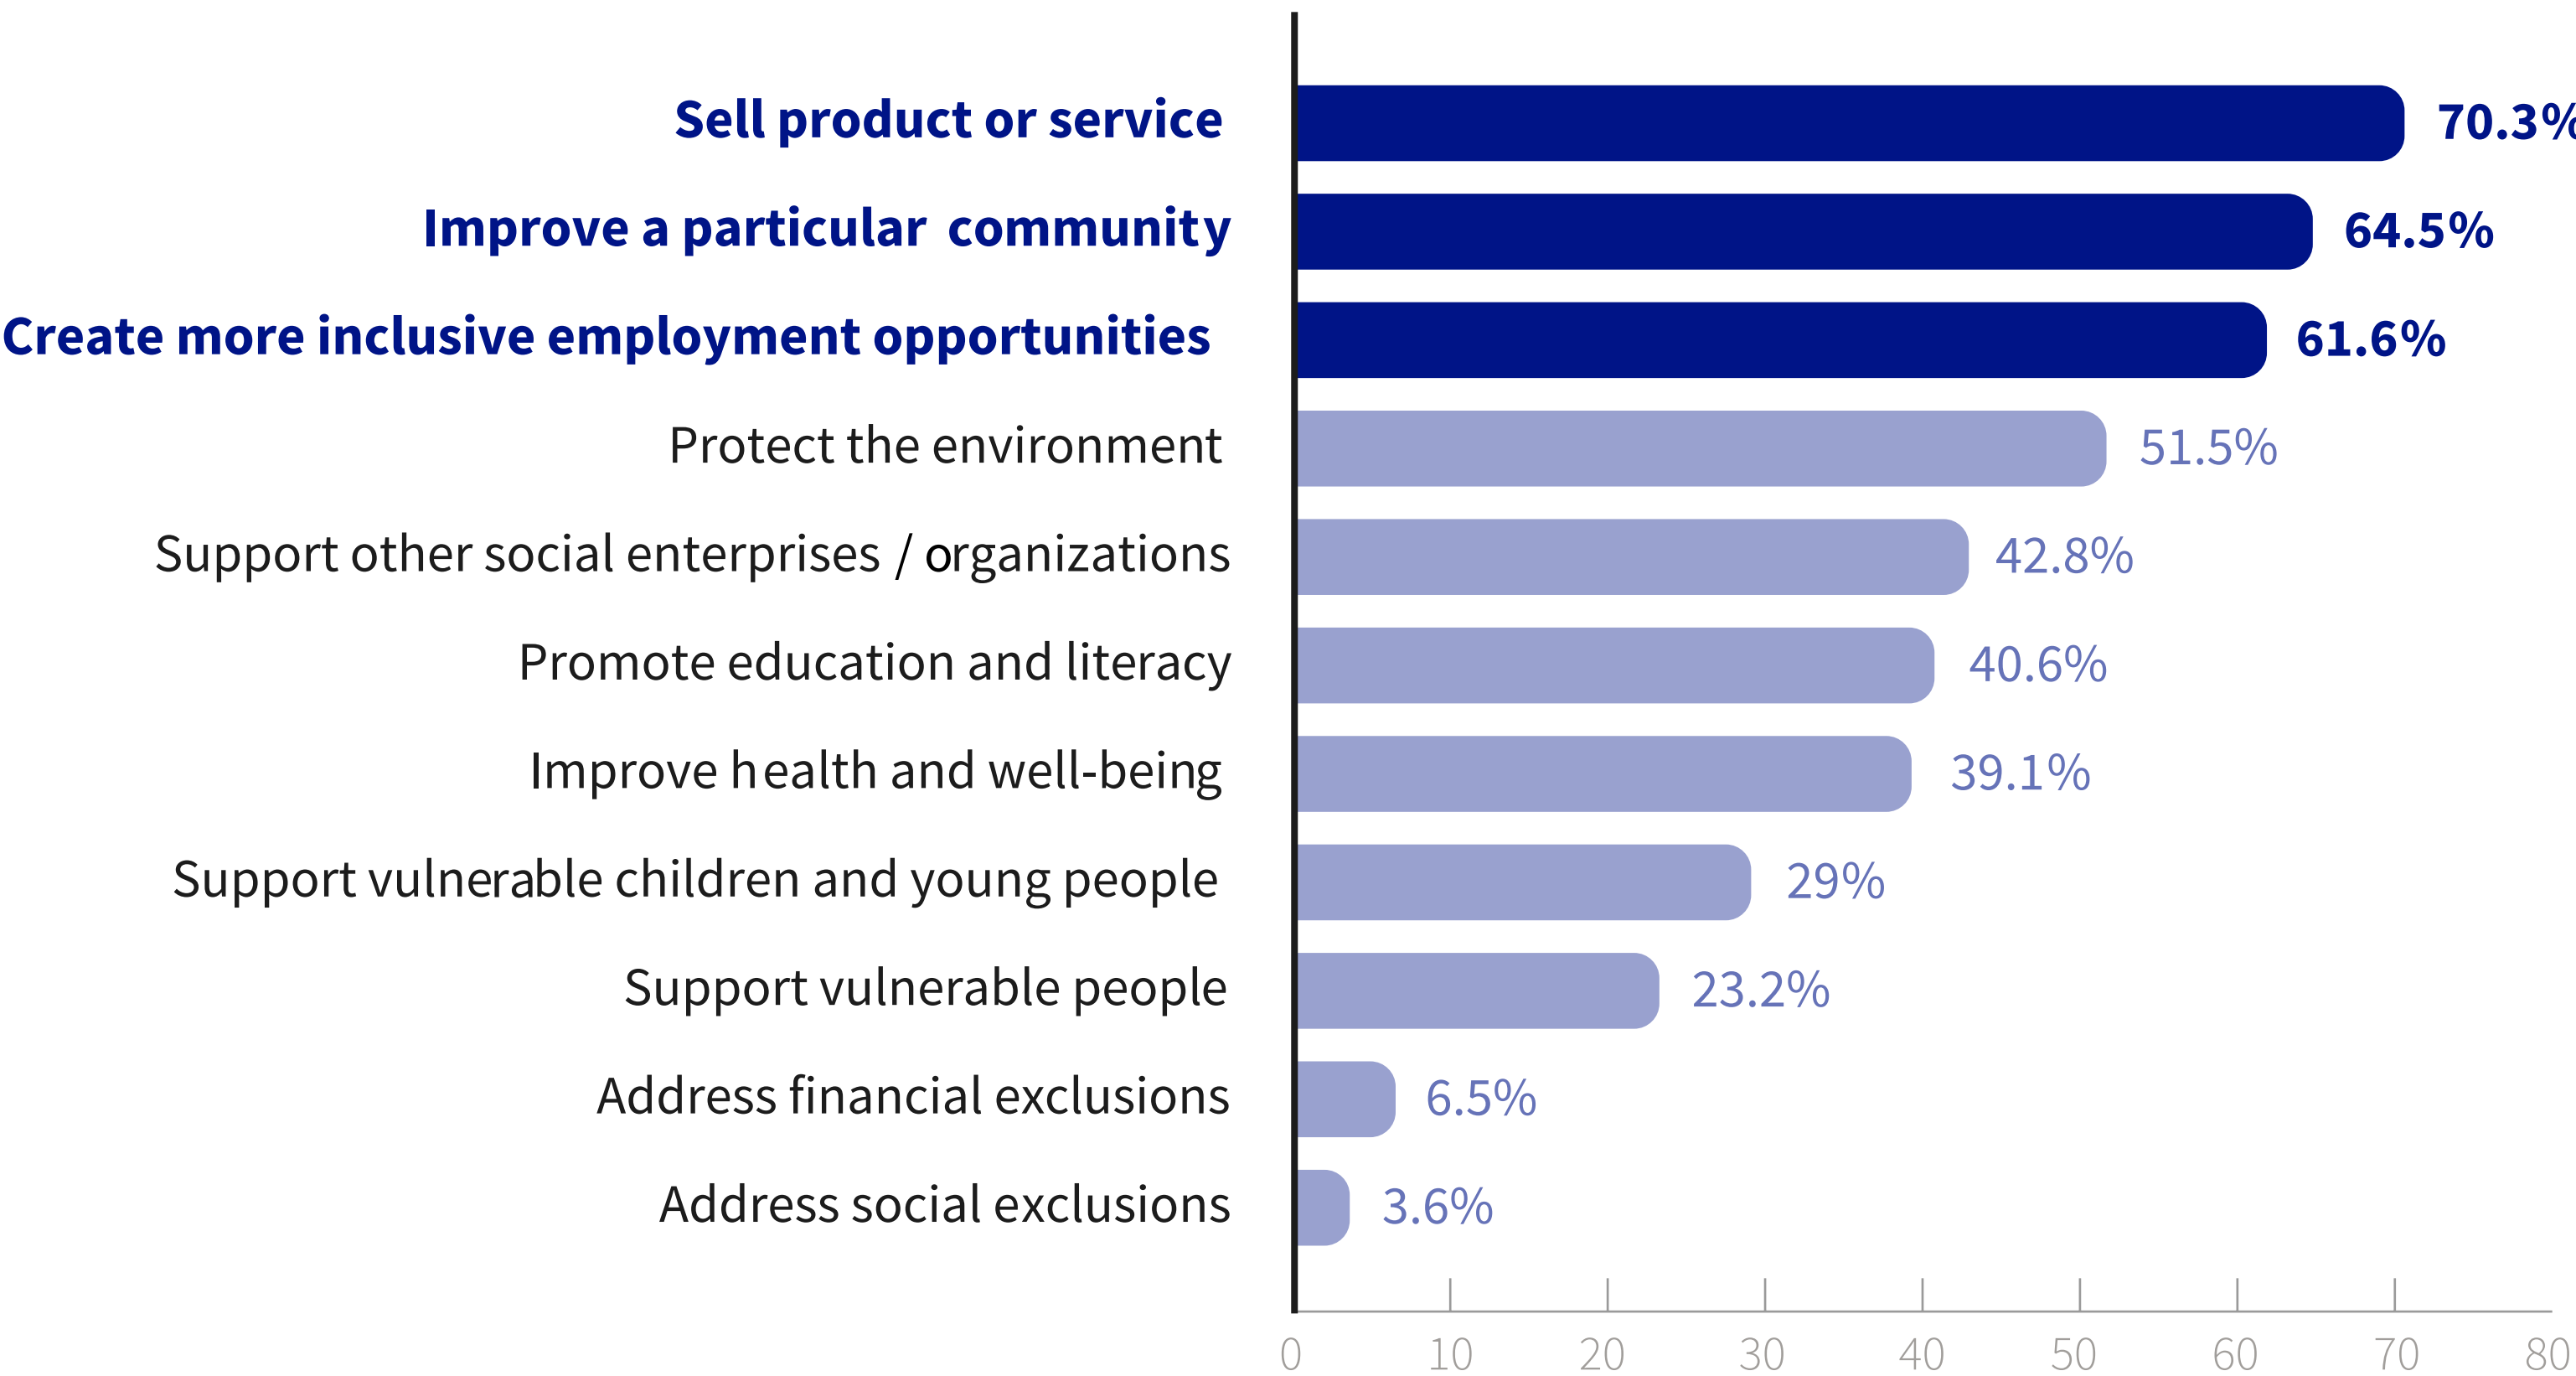 Sell product or service 70.3%
Improve a particular community 64.5%
Create more inclusive employment opportunities 61.6%
Protect the environment 51.5%
Support other social enterprises / organizations 42.8%
Promote education and literacy 40.6%
Improve health and well-being 39.1%
Support vulnerable children and young people 29%
Support vulnerable people 23.2%
Address financial exclusions 6.5%
Address social exclusions 3.6%
0 10 20 30 40 50 60 70 80